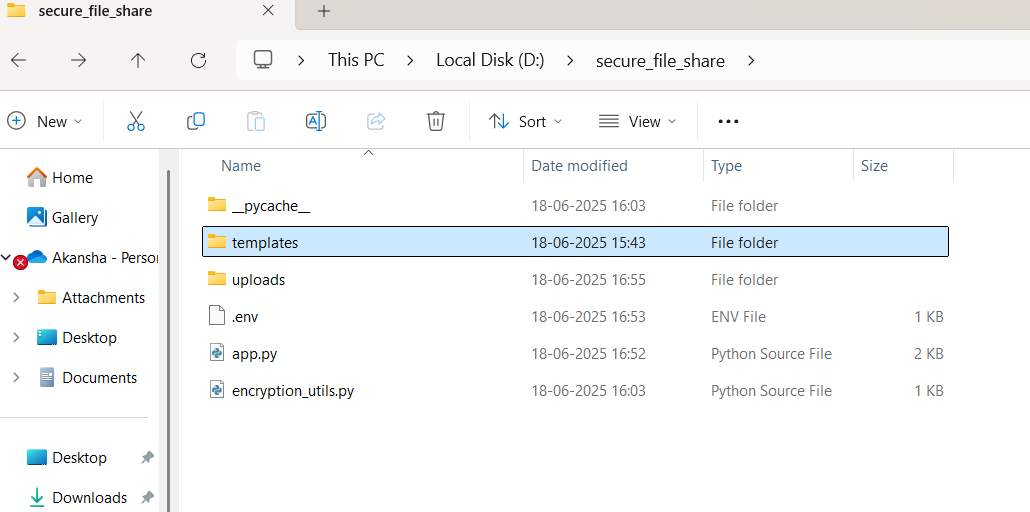 secure_file_share
This PC > Local Disk (D:) > secure_file_share >
New Sort View
Name Date modified Type Size
Home
Gallery
Akansha - Person
Attachments
Desktop
Documents
Desktop
Downloads
__pycache__ 18-06-2025 16:03 File folder
templates 18-06-2025 15:43 File folder
uploads 18-06-2025 16:55 File folder
.env 18-06-2025 16:53 ENV File 1 KB
app.py 18-06-2025 16:52 Python Source File 2 KB
encryption_utils.py 18-06-2025 16:03 Python Source File 1 KB